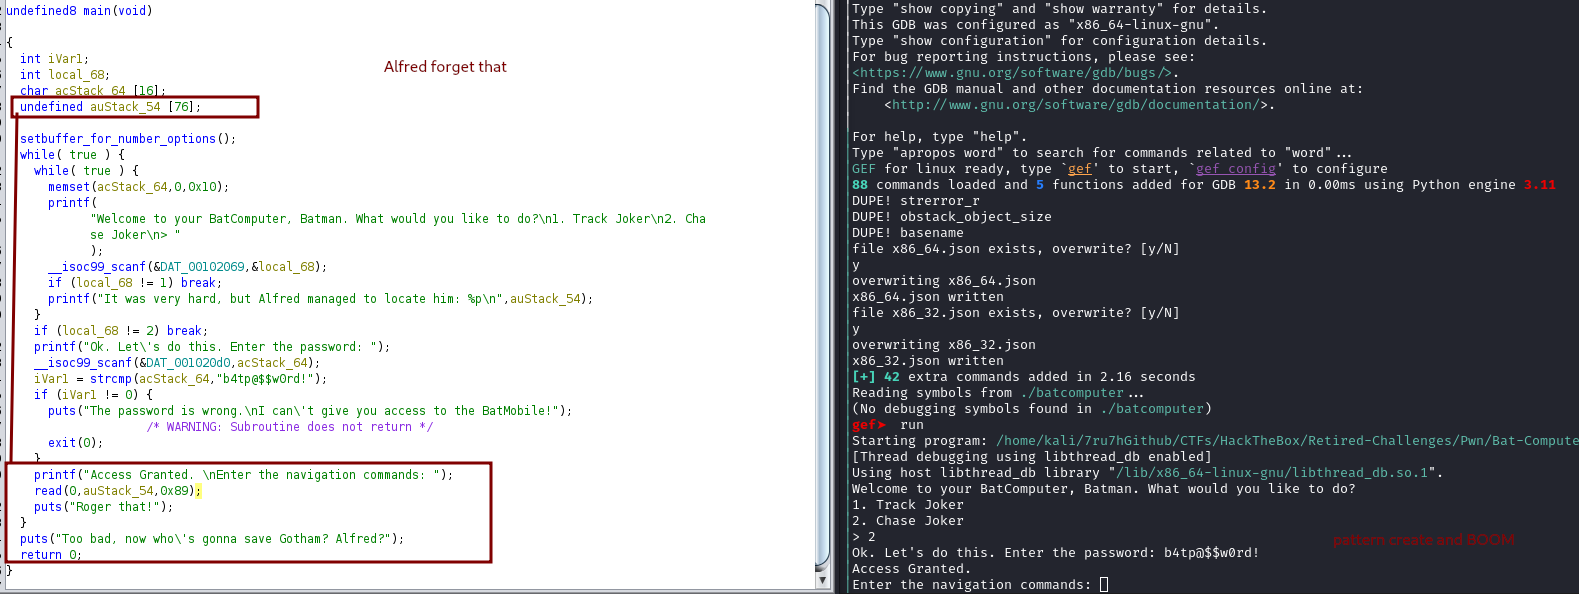 undefined8 main(void)
{
int iVar1;
int local_68;
char acStack_64 [16];
undefined auStack_54 [76];
Alfred forget that
setbuffer_for_number_options();
while( true ) {
while( true ) {
memset(acStack_64,0,0x10);
printf(
"Welcome to your BatComputer, Batman. What would you like to do?\n1. Track Joker\n2. Cha
se Joker\n> "
);
__isoc99_scanf(&DAT_00102069,&local_68);
if (local_68 != 1) break;
printf("It was very hard, but Alfred managed to locate him: %p\n",auStack_54);
}
if (local_68 != 2) break;
printf("Ok. Let\'s do this. Enter the password: ");
__isoc99_scanf(&DAT_001020d0,acStack_64);
iVar1 = strcmp(acStack_64,"b4tp@$$w0rd!");
if (iVar1 != 0) {
puts("The password is wrong.\nI can\'t give you access to the BatMobile!");
/* WARNING: Subroutine does not return */
exit(0);
}
printf("Access Granted. \nEnter the navigation commands: ");
read(0,auStack_54,0x89);
puts("Roger that!");
}
puts("Too bad, now who\'s gonna save Gotham? Alfred?");
return 0;
}
Type "show copying" and "show warranty" for details.
This GDB was configured as "x86_64-linux-gnu".
Type "show configuration" for configuration details.
For bug reporting instructions, please see:
<https://www.gnu.org/software/gdb/bugs/>.
Find the GDB manual and other documentation resources online at:
<http://www.gnu.org/software/gdb/documentation/>.
For help, type "help".
Type "apropos word" to search for commands related to "word"...
GEF for linux ready, type `gef' to start, `gef config' to configure
88 commands loaded and 5 functions added for GDB 13.2 in 0.00ms using Python engine 3.11
DUPE! strerror_r
DUPE! obstack_object_size
DUPE! basename
file x86_64.json exists, overwrite? [y/N]
y
overwriting x86_64.json
x86_64.json written
file x86_32.json exists, overwrite? [y/N]
y
overwriting x86_32.json
x86_32.json written
[+] 42 extra commands added in 2.16 seconds
Reading symbols from ./batcomputer...
(No debugging symbols found in ./batcomputer)
gef➤ run
Starting program: /home/kali/7ru7hGithub/CTFs/HackTheBox/Retired-Challenges/Pwn/Bat-Compute
[Thread debugging using libthread_db enabled]
Using host libthread_db library "/lib/x86_64-linux-gnu/libthread_db.so.1".
Welcome to your BatComputer, Batman. What would you like to do?
1. Track Joker
2. Chase Joker
> 2
pattern create and BOOM
Ok. Let's do this. Enter the password: b4tp@$$w0rd!
Access Granted.
Enter the navigation commands: